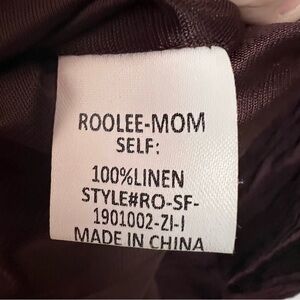 ROOLEE-MOM
SELF:
100%LINEN
STYLE#RO-SF-
1901002-ZI-I
MADE IN CHINA